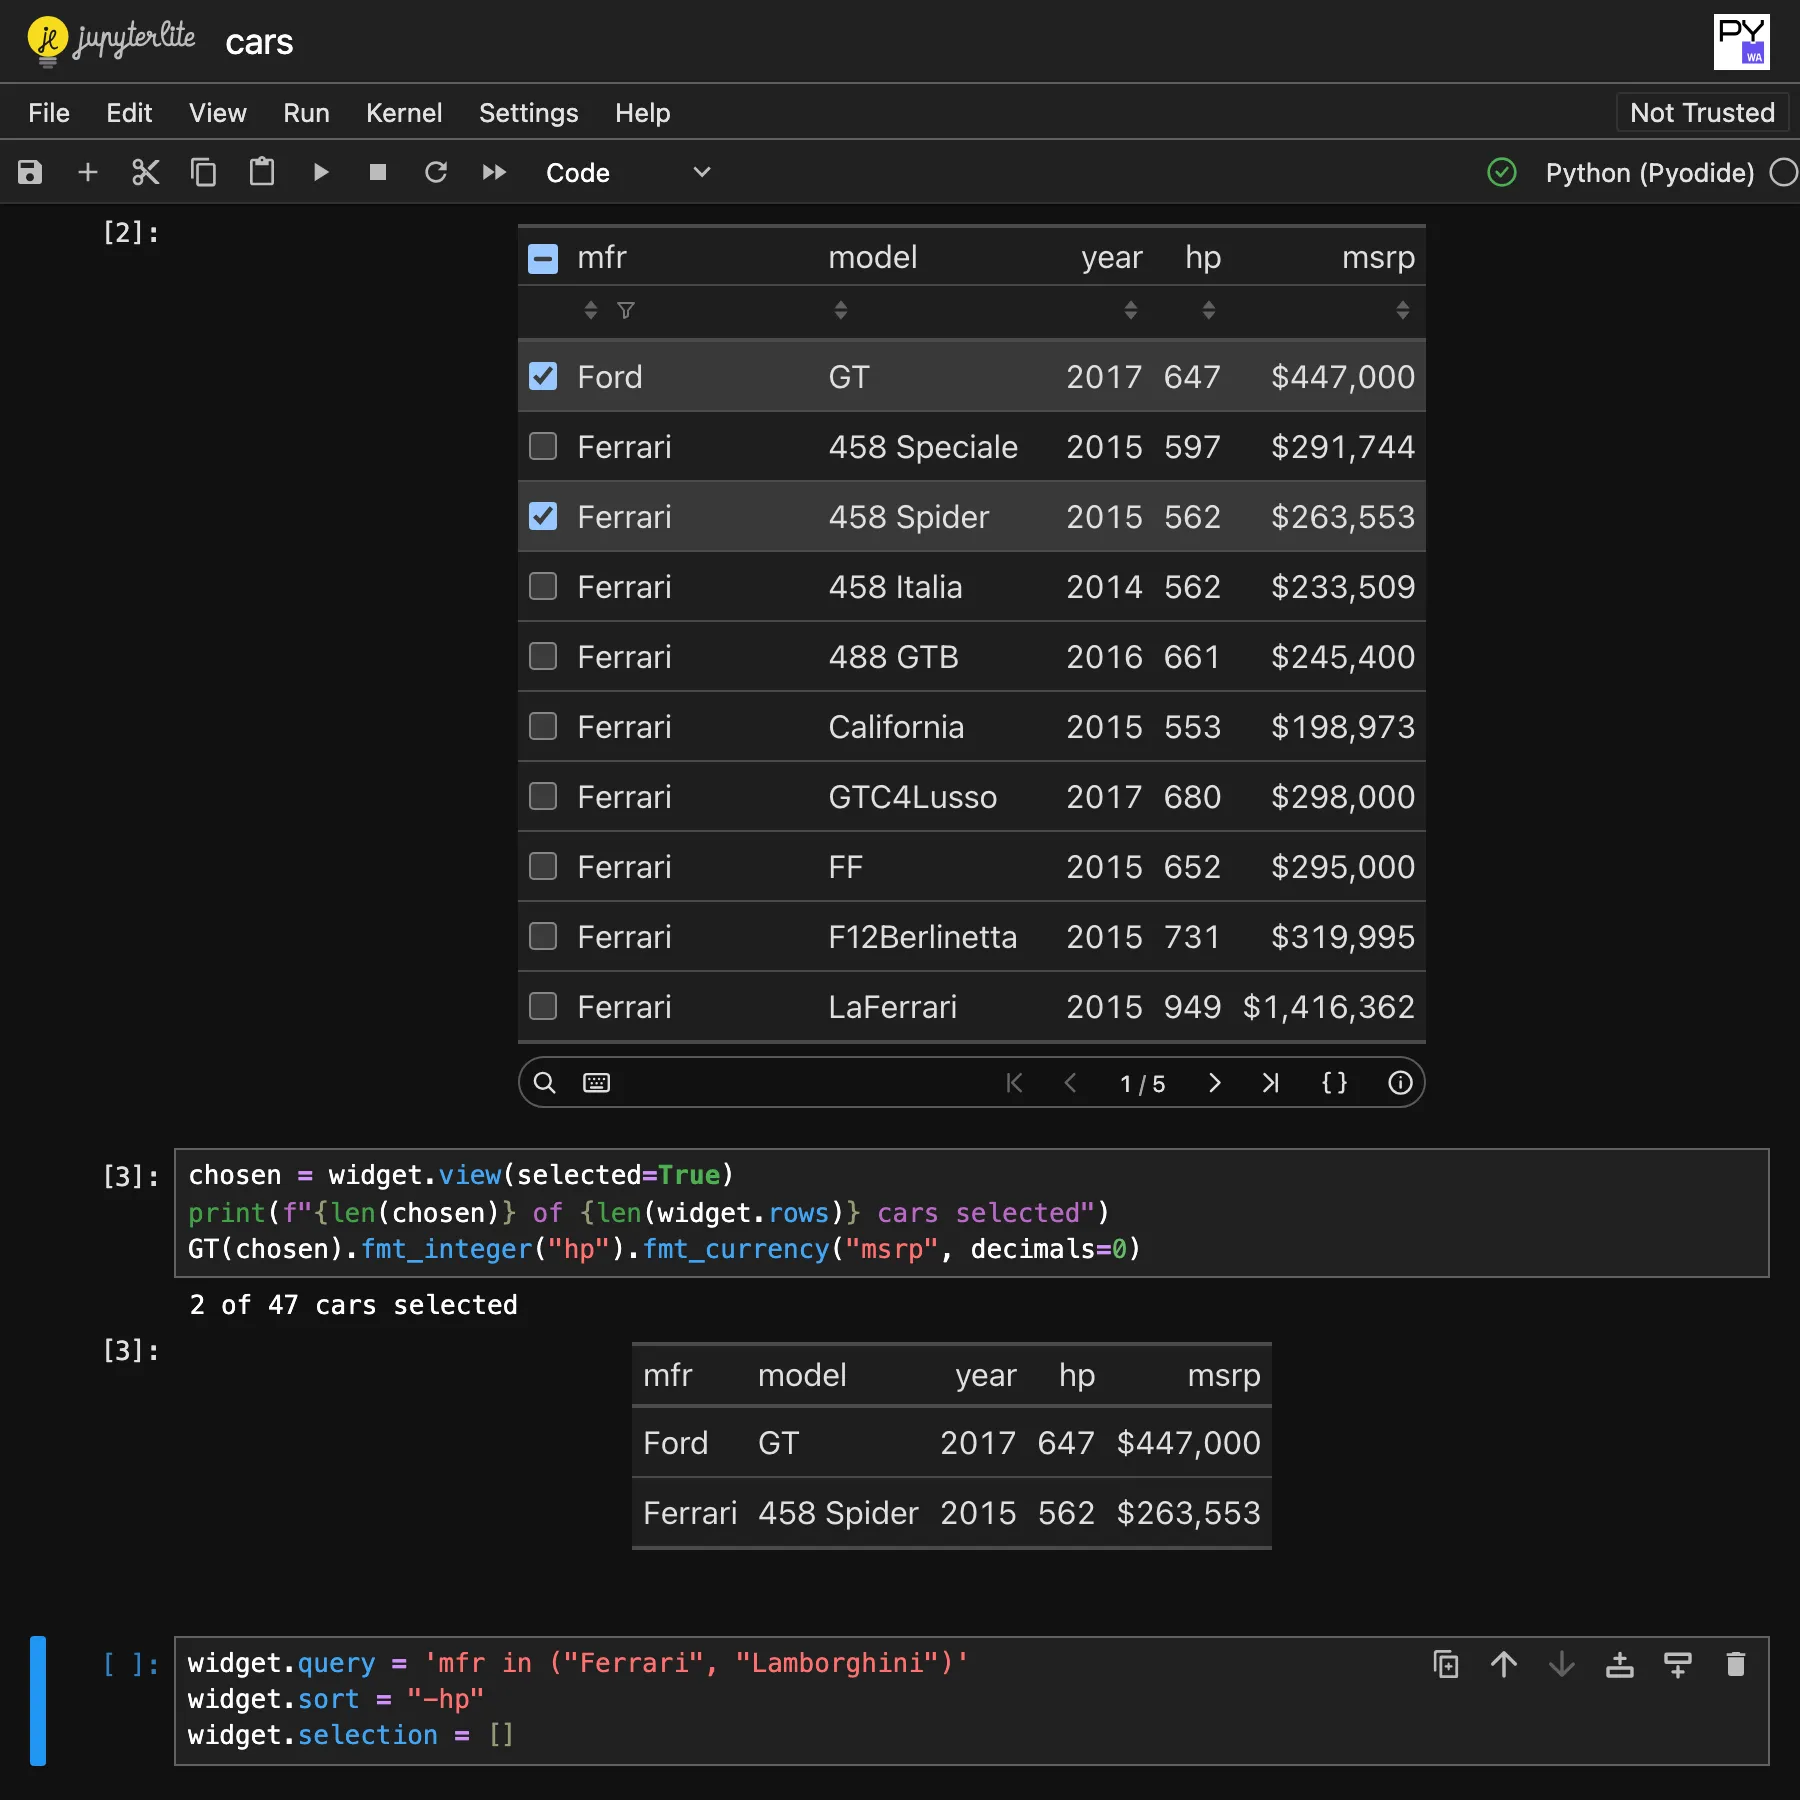 jupyterlite cars
PY
WA
File Edit View Run Kernel Settings Help Not Trusted
Code Python (Pyodide)
[2]:
mfr model year hp msrp
Ford GT 2017 647 $447,000
Ferrari 458 Speciale 2015 597 $291,744
Ferrari 458 Spider 2015 562 $263,553
Ferrari 458 Italia 2014 562 $233,509
Ferrari 488 GTB 2016 661 $245,400
Ferrari California 2015 553 $198,973
Ferrari GTC4Lusso 2017 680 $298,000
Ferrari FF 2015 652 $295,000
Ferrari F12Berlinetta 2015 731 $319,995
Ferrari LaFerrari 2015 949 $1,416,362
1 / 5 {}
[3]: chosen = widget.view(selected=True)
print(f"{len(chosen)} of {len(widget.rows)} cars selected")
GT(chosen).fmt_integer("hp").fmt_currency("msrp", decimals=0)
2 of 47 cars selected
[3]:
mfr model year hp msrp
Ford GT 2017 647 $447,000
Ferrari 458 Spider 2015 562 $263,553
[ ]: widget.query = 'mfr in ("Ferrari", "Lamborghini")'
widget.sort = "-hp"
widget.selection = []